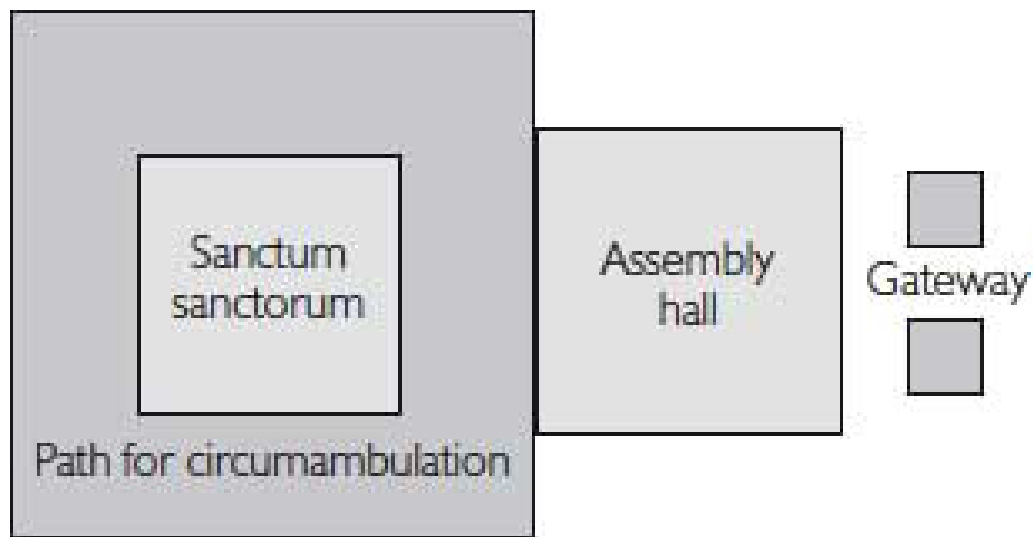 Sanctum
sanctorum
Path for circumambulation
Assembly
hall
Gateway